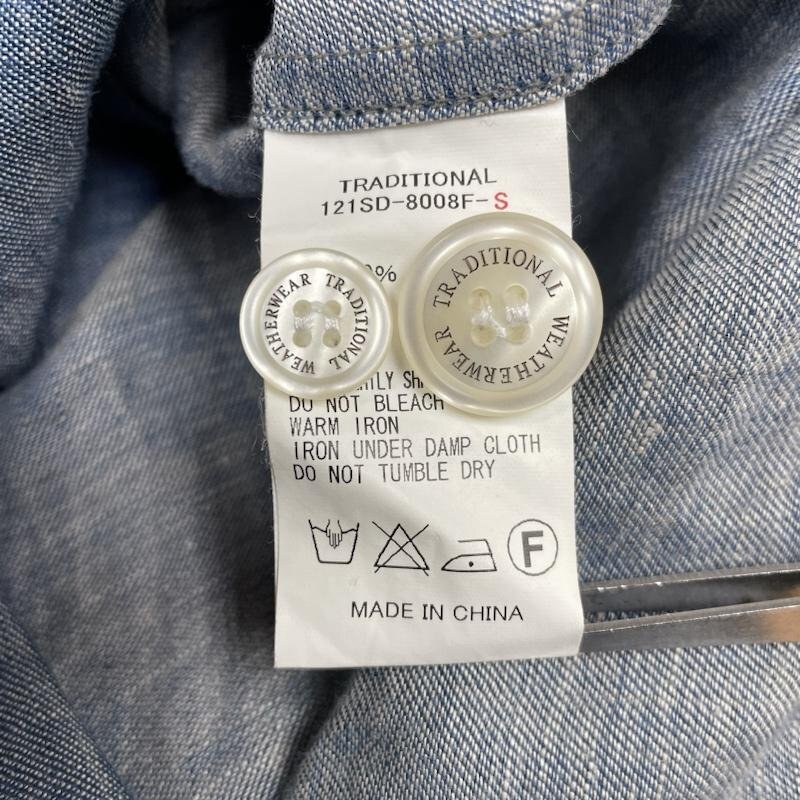 TRADITIONAL
121SD-8008F-S
%
WEATHERWEAR TRADITIONAL
TRADITIONAL WEATHERWEAR
DO NOT BLEACH
WARM IRON
IRON UNDER DAMP CLOTH
DO NOT TUMBLE DRY
F
MADE IN CHINA